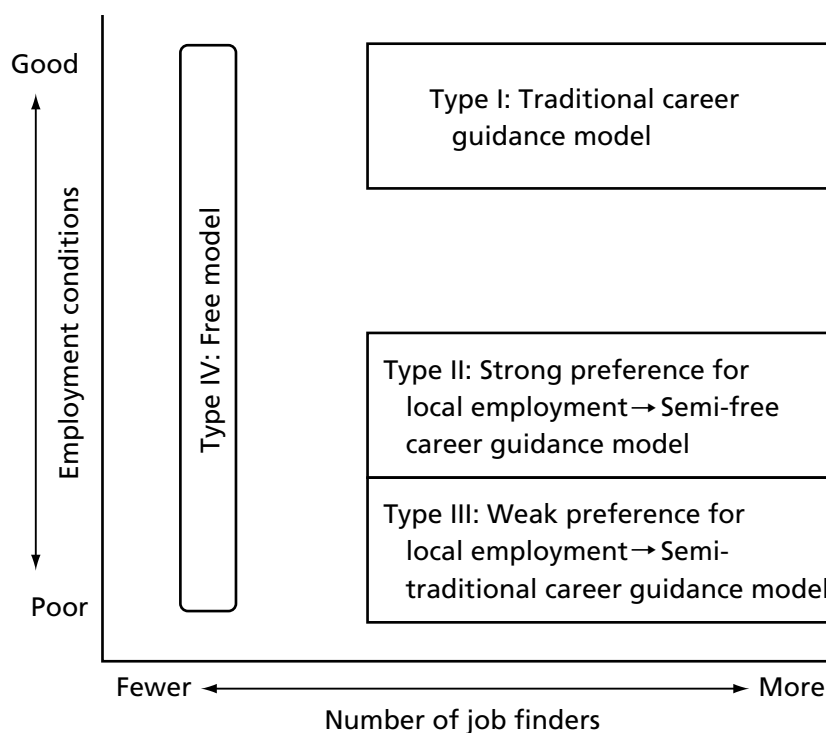 Good
Employment conditions
Poor
Type IV: Free model
Type I: Traditional career
guidance model
Type II: Strong preference for
local employment → Semi-free
career guidance model
Type III: Weak preference for
local employment → Semi-
traditional career guidance model
Fewer
More
Number of job finders